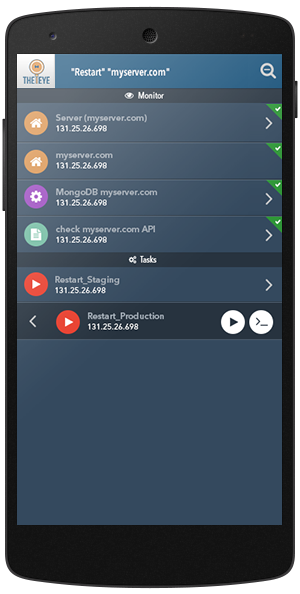 THEEYE
"Restart" "myserver.com"
Monitor
Server (myserver.com)
131.25.26.698
myserver.com
131.25.26.698
MongoDB myserver.com
131.25.26.698
check myserver.com API
131.25.26.698
Tasks
Restart_Staging
131.25.26.698
Restart_Production
131.25.26.698